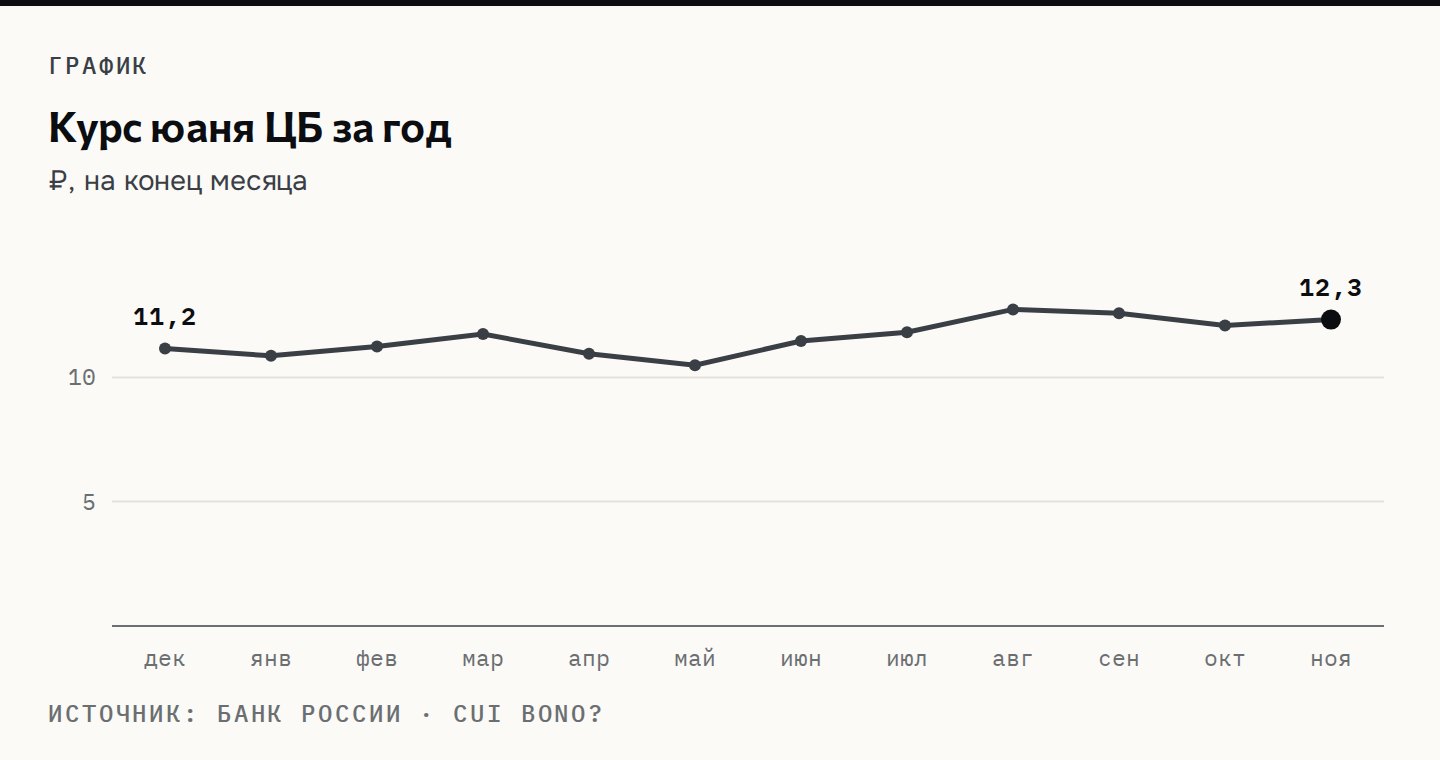 ГРАФИК
Курс юаня ЦБ за год
₽, на конец месяца
11,2
12,3
10
5
дек янв фев мар апр май июн июл авг сен окт ноя
ИСТОЧНИК: БАНК РОССИИ · CUI BONO?